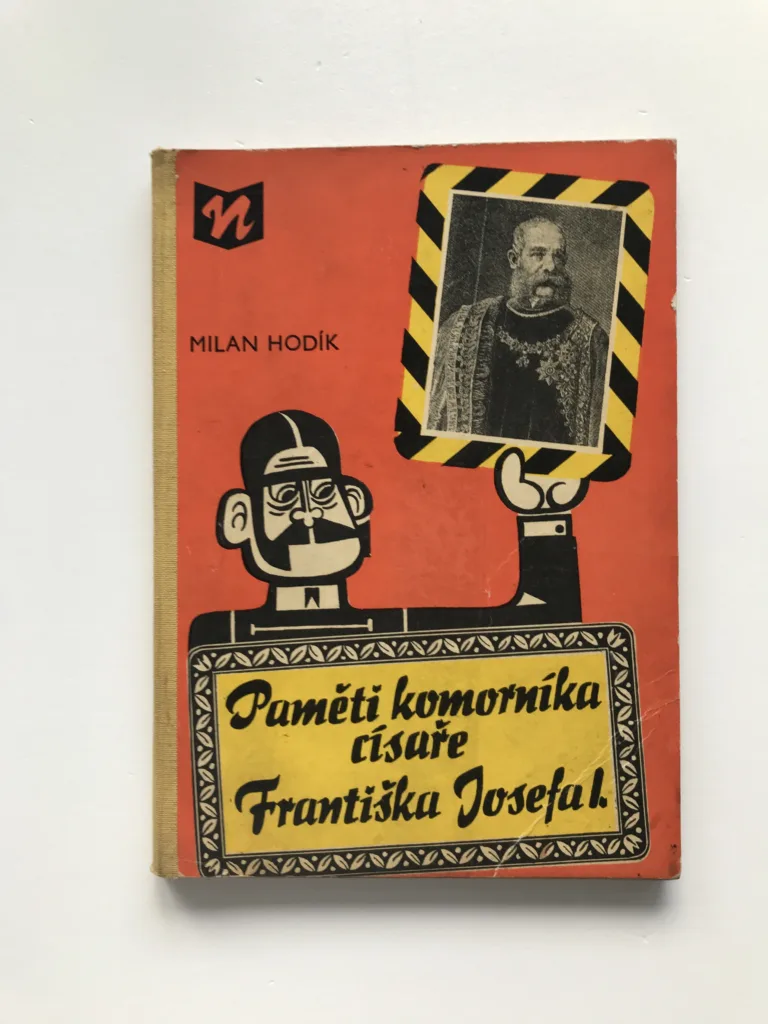 n
MILAN HODÍK
Paměti komorníka
císaře
Františka Josefa I.